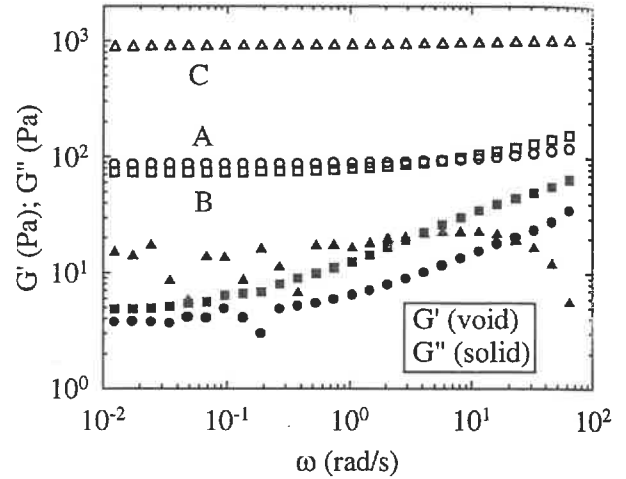 G' (Pa); G" (Pa)
10³
10²
10¹
10⁰
C
A
B
G' (void)
G" (solid)
10⁻²
10⁻¹
10⁰
10¹
10²
ω (rad/s)